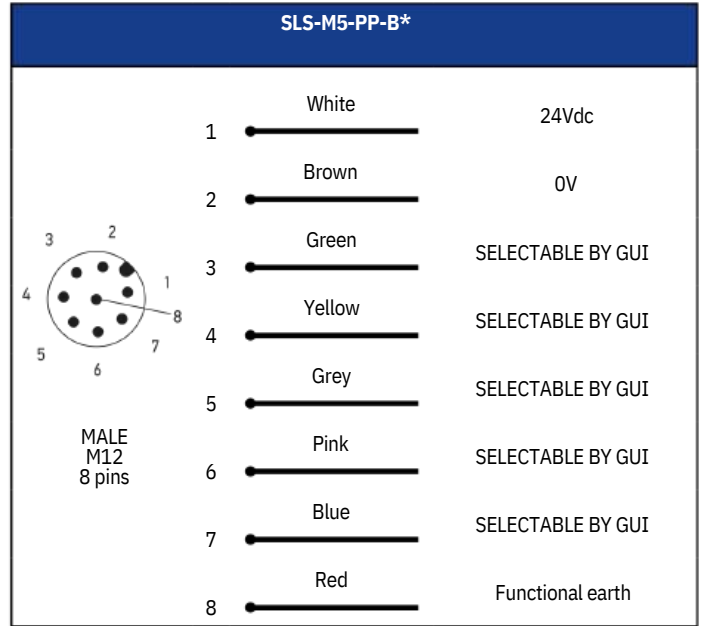 SLS-M5-PP-B*
1 White 24Vdc
2 Brown 0V
3 Green SELECTABLE BY GUI
4 Yellow SELECTABLE BY GUI
5 Grey SELECTABLE BY GUI
6 Pink SELECTABLE BY GUI
7 Blue SELECTABLE BY GUI
8 Red Functional earth
2
3
1
4
8
7
5
6
MALE
M12
8 pins